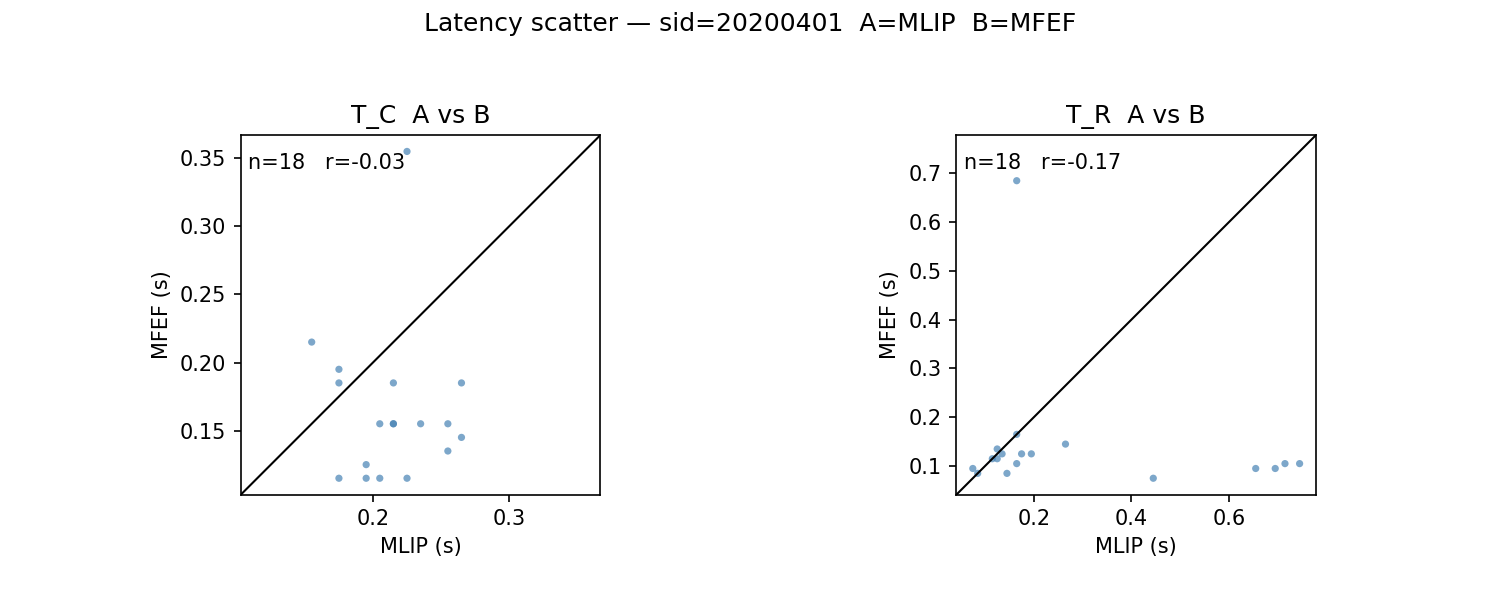 Latency scatter — sid=20200401  A=MLIP  B=MFEF
T_C  A vs B
n=18   r=-0.03
0.35
0.30
0.25
0.20
0.15
MFEF (s)
0.2
0.3
MLIP (s)
T_R  A vs B
n=18   r=-0.17
0.7
0.6
0.5
0.4
0.3
0.2
0.1
MFEF (s)
0.2
0.4
0.6
MLIP (s)